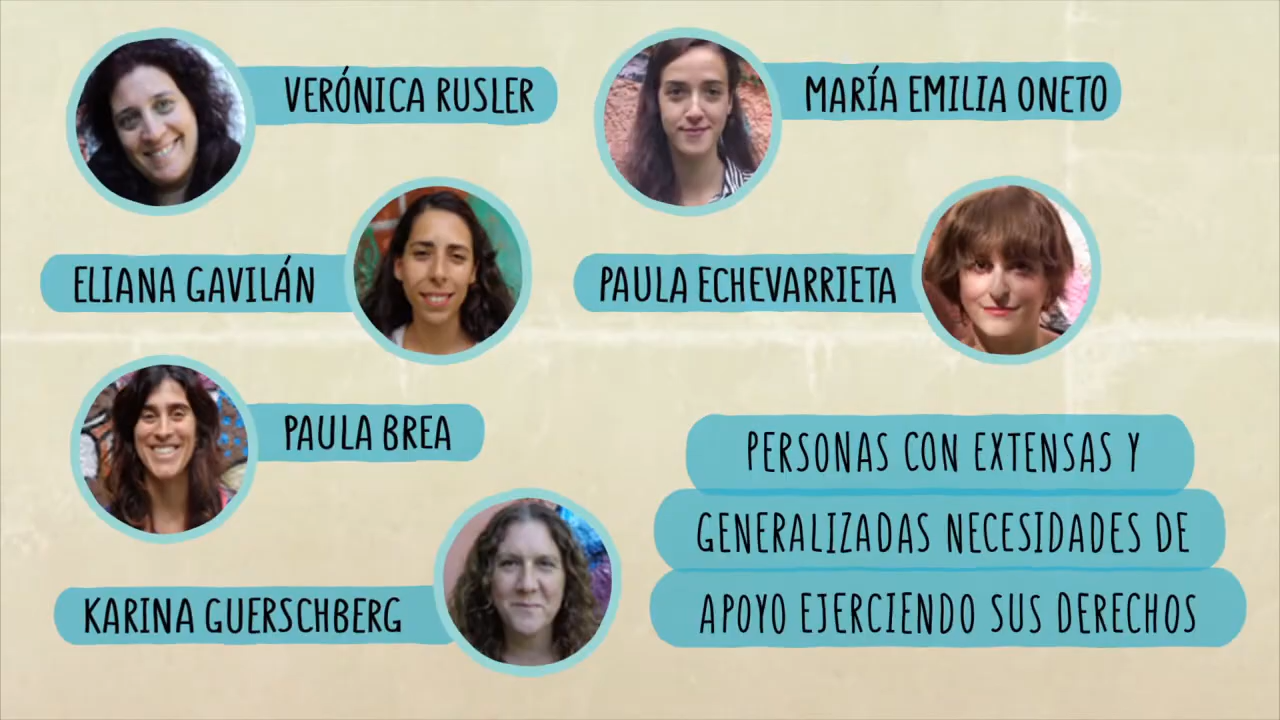 VERÓNICA RUSLER
MARÍA EMILIA ONETO
ELIANA GAVILÁN
PAULA ECHEVARRIETA
PAULA BREA
KARINA GUERSCHBERG
PERSONAS CON EXTENSAS Y
GENERALIZADAS NECESIDADES DE
APOYO EJERCIENDO SUS DERECHOS